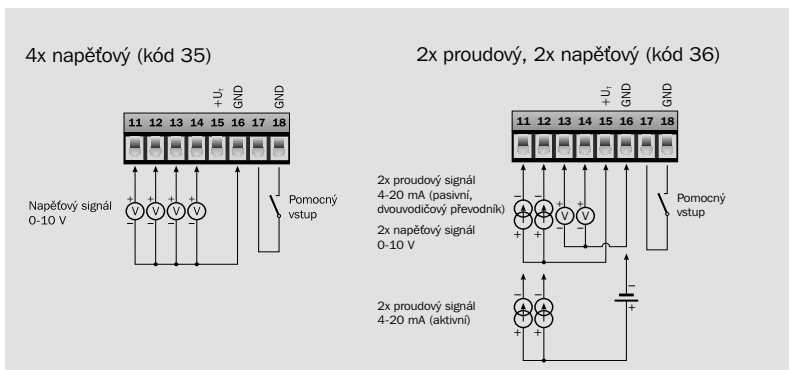 4x napěťový (kód 35)
+U_T GND GND
11 12 13 14 15 16 17 18
Napěťový signál
0-10 V
+ + + +
V V V V
– – – –
Pomocný
vstup
2x proudový, 2x napěťový (kód 36)
+U_T GND GND
11 12 13 14 15 16 17 18
2x proudový signál
4-20 mA (pasivní,
dvouvodičový převodník)
2x napěťový signál
0-10 V
– – + +
V V
+ + – –
Pomocný
vstup
2x proudový signál
4-20 mA (aktivní)
– – –
+ + +